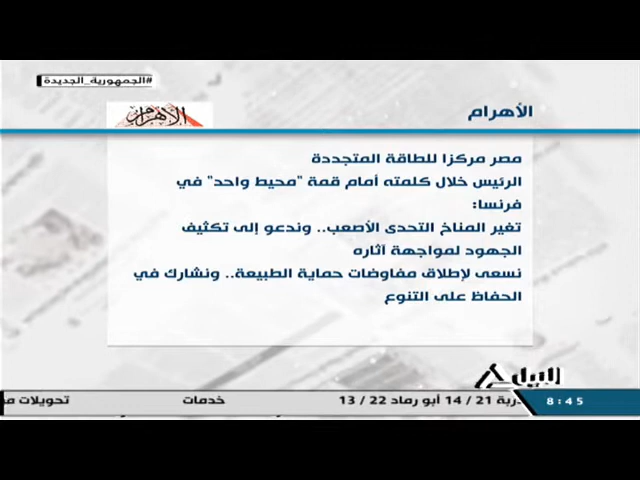 #الجمهورية_الجديدة
الأهرام
الأهرام
مصر مركزا للطاقة المتجددة
الرئيس خلال كلمته أمام قمة "محيط واحد" في
فرنسا:
تغير المناخ التحدى الأصعب.. وندعو إلى تكثيف
الجهود لمواجهة آثاره
نسعى لإطلاق مفاوضات حماية الطبيعة.. ونشارك في
الحفاظ على التنوع
النيل
8:45
دربة 21 / 14 أبو رماد 22 / 13
خدمات
تحويلات